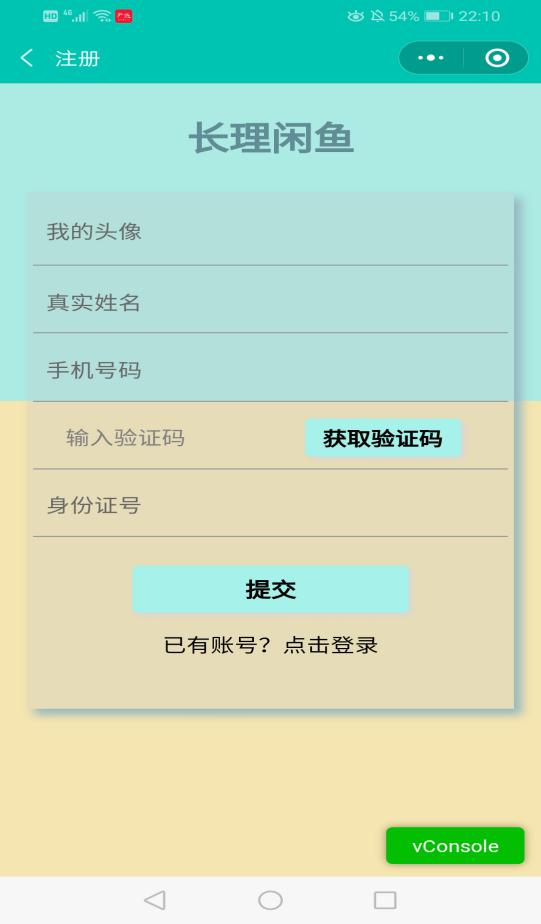 HD 4G 54% 22:10
注册
长理闲鱼
我的头像
真实姓名
手机号码
输入验证码 获取验证码
身份证号
提交
已有账号？点击登录
vConsole